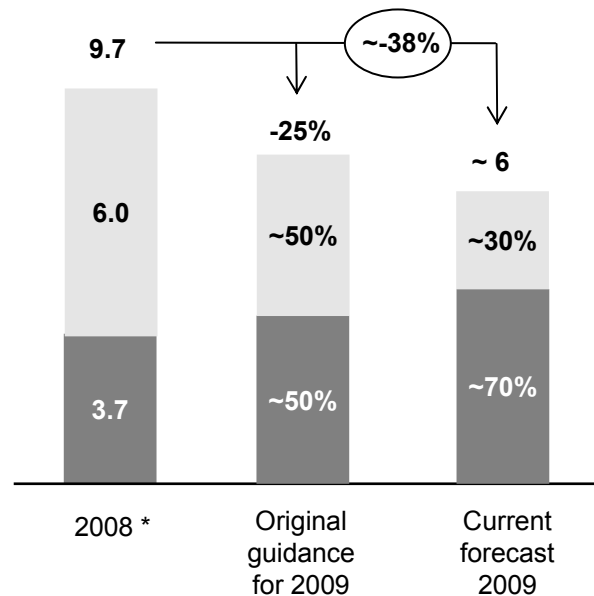 9.7
~-38%
-25%
~ 6
6.0
~50%
~30%
3.7
~50%
~70%
2008 *
Original
guidance
for 2009
Current
forecast
2009